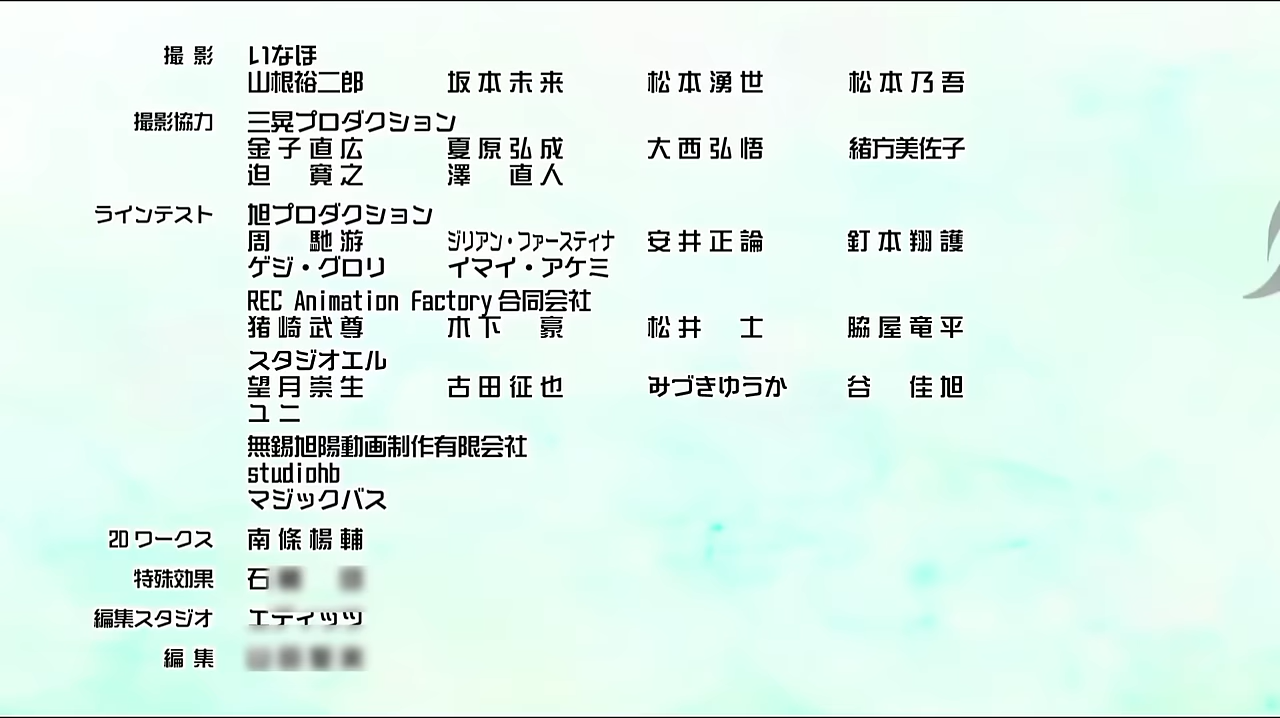 撮影 いなほ
山根裕二郎 坂本未来 松本湧世 松本乃吾
撮影協力 三晃プロダクション
金子直広 夏原弘成 大西弘悟 緒方美佐子
迫 寛之 澤 直人
ラインテスト 旭プロダクション
周 馳游 ジリアン・ファースティナ 安井正論 釘本翔護
ゲジ・グロリ イマイ・アケミ
REC Animation Factory合同会社
猪崎武尊 木下 豪 松井 士 脇屋竜平
スタジオエル
望月崇生 古田征也 みづきゆうか 谷 佳旭
ユニ
無錫旭陽動画制作有限会社
studiohb
マジックバス
2Dワークス 南條楊輔
特殊効果 石
編集スタジオ
編集